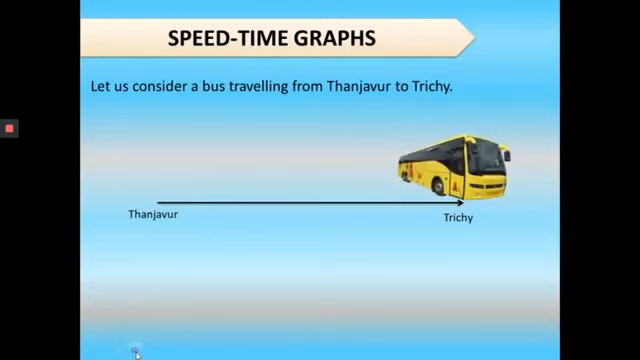 SPEED-TIME GRAPHS
Let us consider a bus travelling from Thanjavur to Trichy.
Thanjavur
Trichy